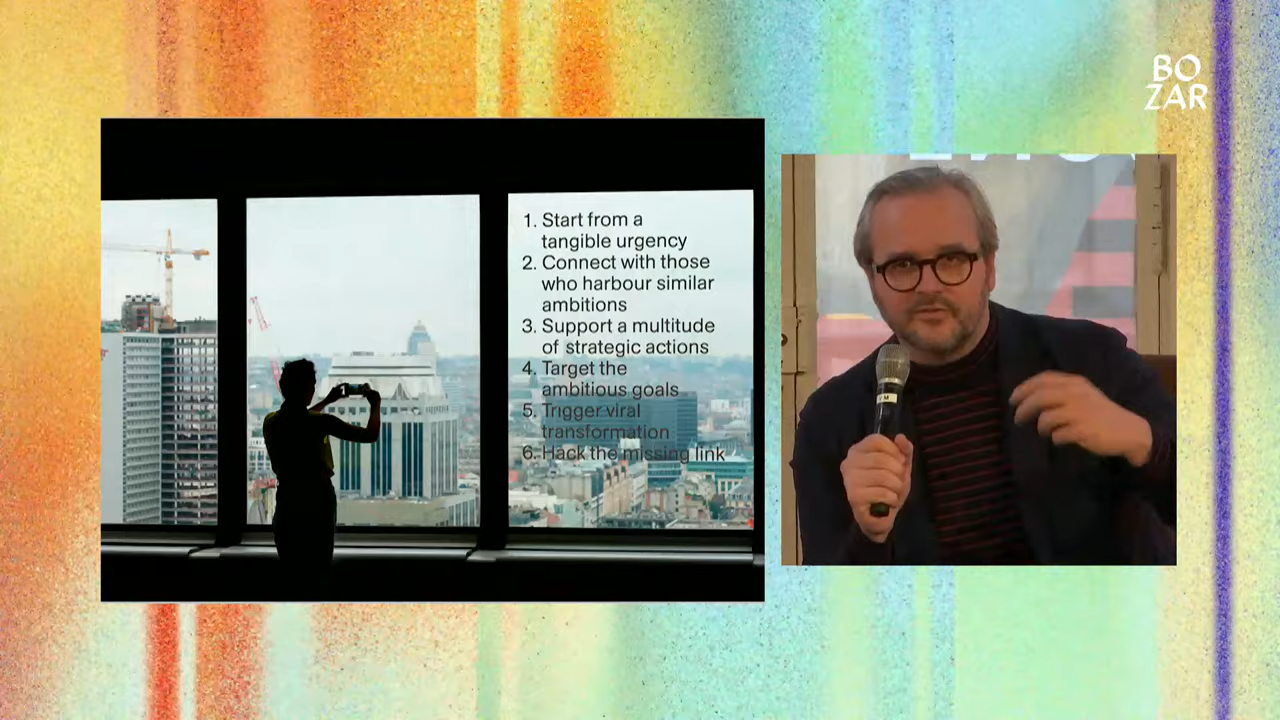 BO
ZAR
1. Start from a
tangible urgency
2. Connect with those
who harbour similar
ambitions
3. Support a multitude
of strategic actions
4. Target the
ambitious goals
5. Trigger viral
transformation
6. Hack the missing link